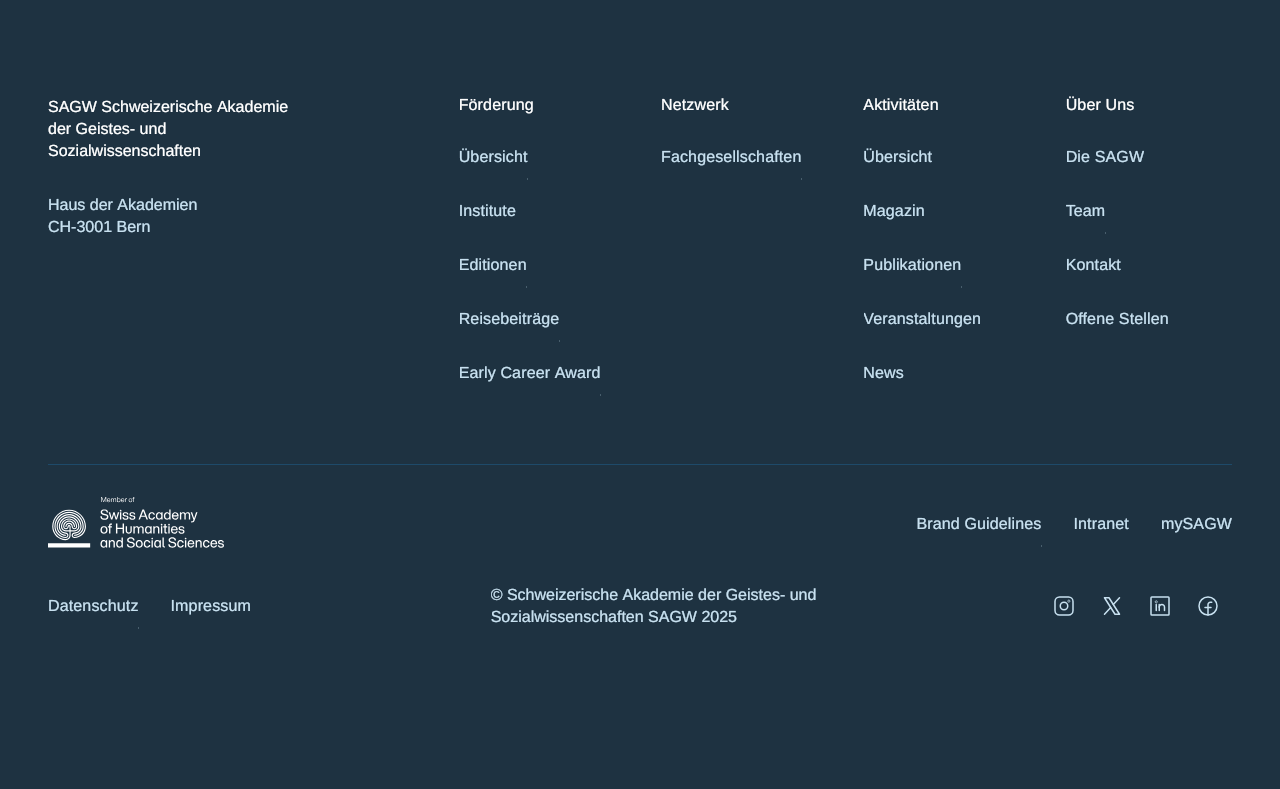 SAGW Schweizerische Akademie
der Geistes- und
Sozialwissenschaften
Haus der Akademien
CH-3001 Bern
Förderung
Übersicht
Institute
Editionen
Reisebeiträge
Early Career Award
Netzwerk
Fachgesellschaften
Aktivitäten
Übersicht
Magazin
Publikationen
Veranstaltungen
News
Über Uns
Die SAGW
Team
Kontakt
Offene Stellen
Member of
Swiss Academy
of Humanities
and Social Sciences
Brand Guidelines
Intranet
mySAGW
Datenschutz
Impressum
© Schweizerische Akademie der Geistes- und
Sozialwissenschaften SAGW 2025